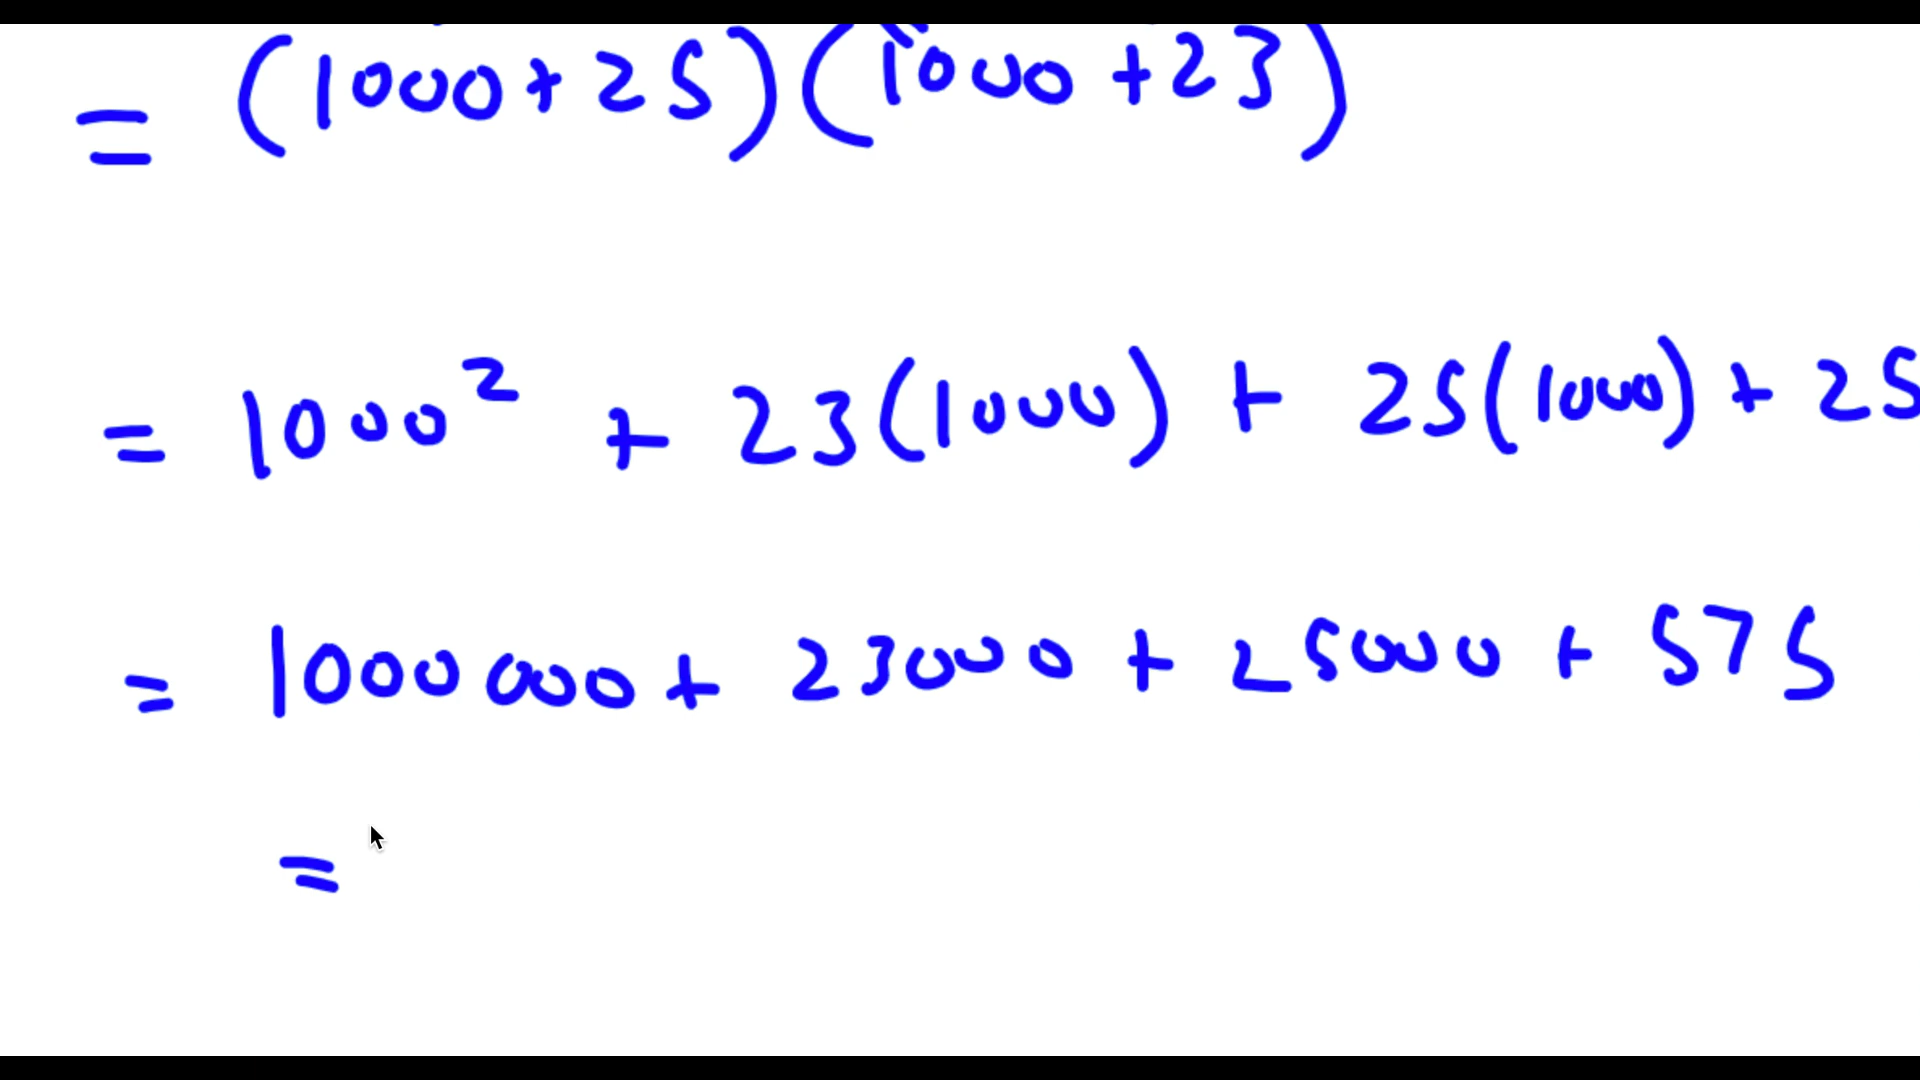 = (1000+25)(1000+23)
= 1000² + 23(1000) + 25(1000) + 25
= 1000000 + 23000 + 25000 + 575
=